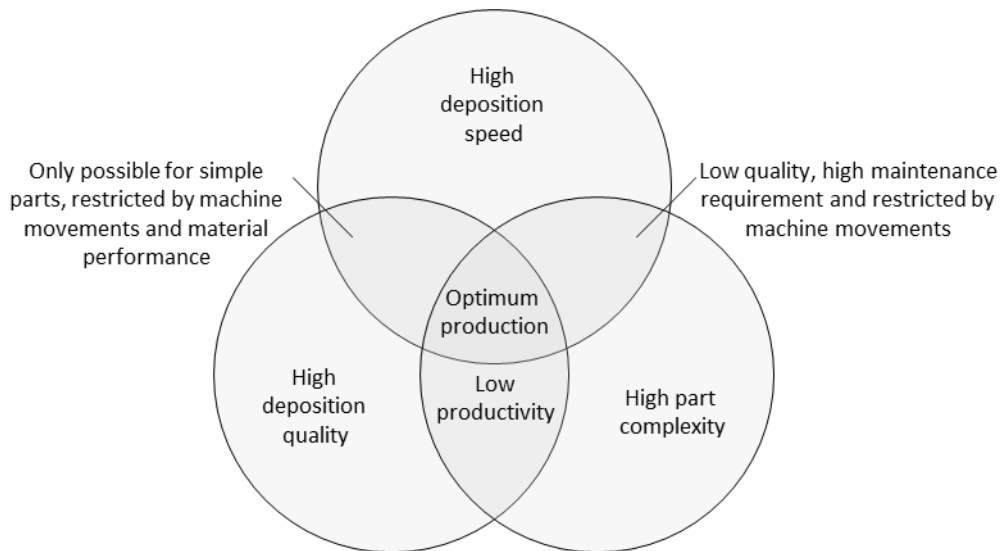 High
deposition
speed
Only possible for simple
parts, restricted by machine
movements and material
performance
Low quality, high maintenance
requirement and restricted by
machine movements
Optimum
production
High
deposition
quality
Low
productivity
High part
complexity